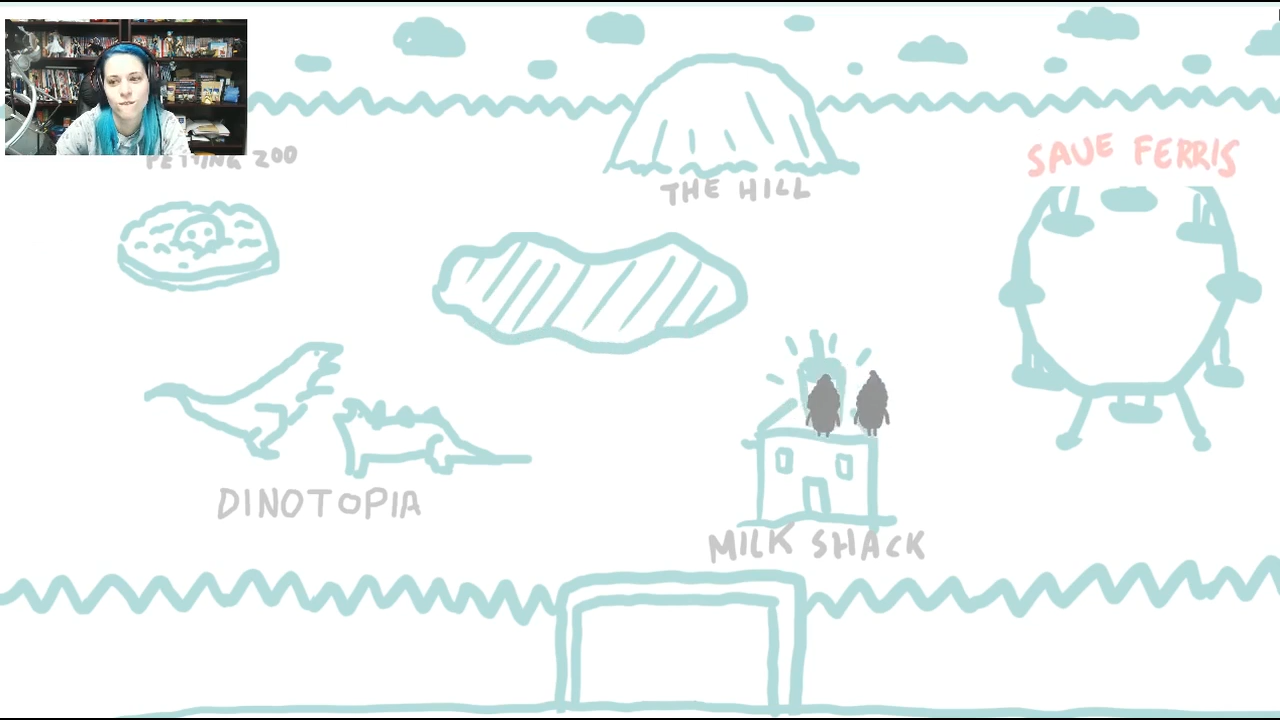 PETTING ZOO
THE HILL
SAVE FERRIS
DINOTOPIA
MILK SHACK